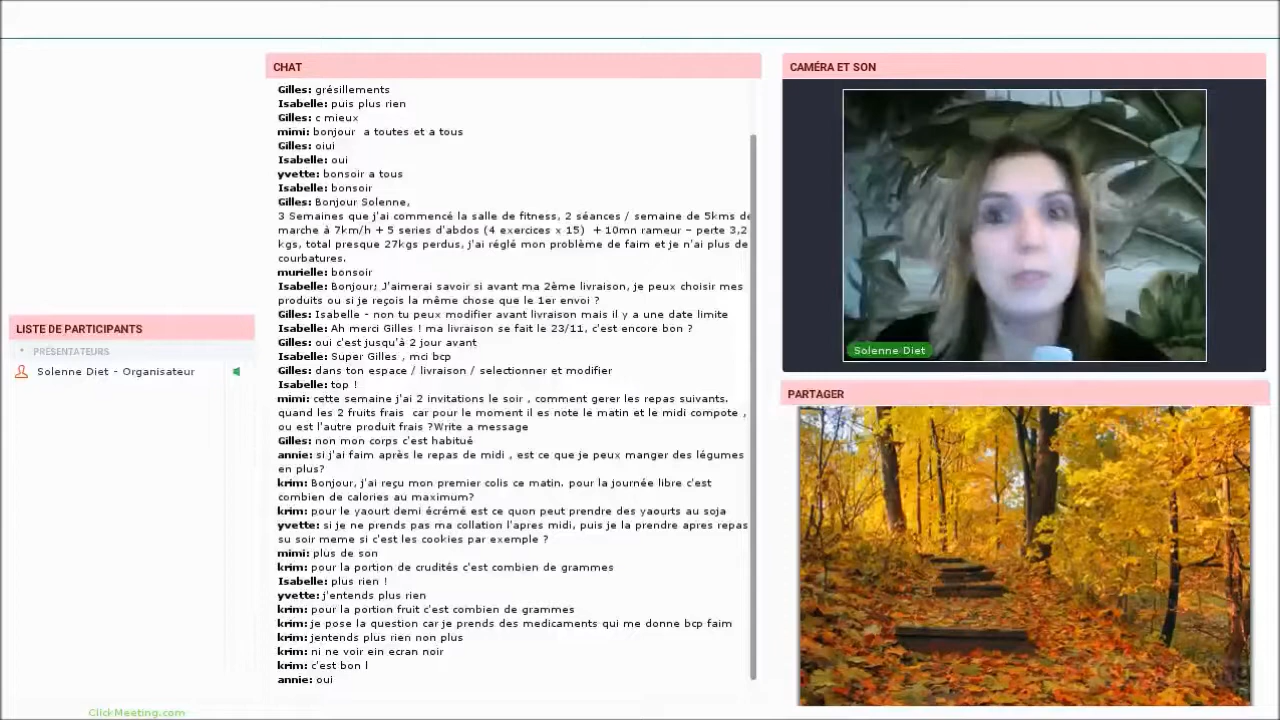 CHAT
Gilles: grésillements
Isabelle: puis plus rien
Gilles: c mieux
mimi: bonjour  a toutes et a tous
Gilles: oiui
Isabelle: oui
yvette: bonsoir a tous
Isabelle: bonsoir
Gilles: Bonjour Solenne,
3 Semaines que j'ai commencé la salle de fitness, 2 séances / semaine de 5kms de
marche à 7km/h + 5 series d'abdos (4 exercices x 15)  + 10mn rameur – perte 3,2
kgs, total presque 27kgs perdus, j'ai réglé mon problème de faim et je n'ai plus de
courbatures.
murielle: bonsoir
Isabelle: Bonjour; J'aimerai savoir si avant ma 2ème livraison, je peux choisir mes
produits ou si je reçois la même chose que le 1er envoi ?
Gilles: Isabelle - non tu peux modifier avant livraison mais il y a une date limite
Isabelle: Ah merci Gilles ! ma livraison se fait le 23/11, c'est encore bon ?
Gilles: oui c'est jusqu'à 2 jour avant
Isabelle: Super Gilles , mci bcp
Gilles: dans ton espace / livraison / selectionner et modifier
Isabelle: top !
mimi: cette semaine j'ai 2 invitations le soir , comment gerer les repas suivants.
quand les 2 fruits frais  car pour le moment il es note le matin et le midi compote ,
ou est l'autre produit frais ?Write a message
Gilles: non mon corps c'est habitué
annie: si j'ai faim après le repas de midi , est ce que je peux manger des légumes
en plus?
krim: Bonjour, j'ai reçu mon premier colis ce matin. pour la journée libre c'est
combien de calories au maximum?
krim: pour le yaourt demi écrémé est ce quon peut prendre des yaourts au soja
yvette: si je ne prends pas ma collation l'apres midi, puis je la prendre apres repas
su soir meme si c'est les cookies par exemple ?
mimi: plus de son
krim: pour la portion de crudités c'est combien de grammes
Isabelle: plus rien !
yvette: j'entends plus rien
krim: pour la portion fruit c'est combien de grammes
krim: je pose la question car je prends des medicaments qui me donne bcp faim
krim: jentends plus rien non plus
krim: ni ne voir ein ecran noir
krim: c'est bon l
annie: oui
LISTE DE PARTICIPANTS
PRÉSENTATEURS
Solenne Diet - Organisateur
CAMÉRA ET SON
Solenne Diet
PARTAGER
ClickMeeting.com